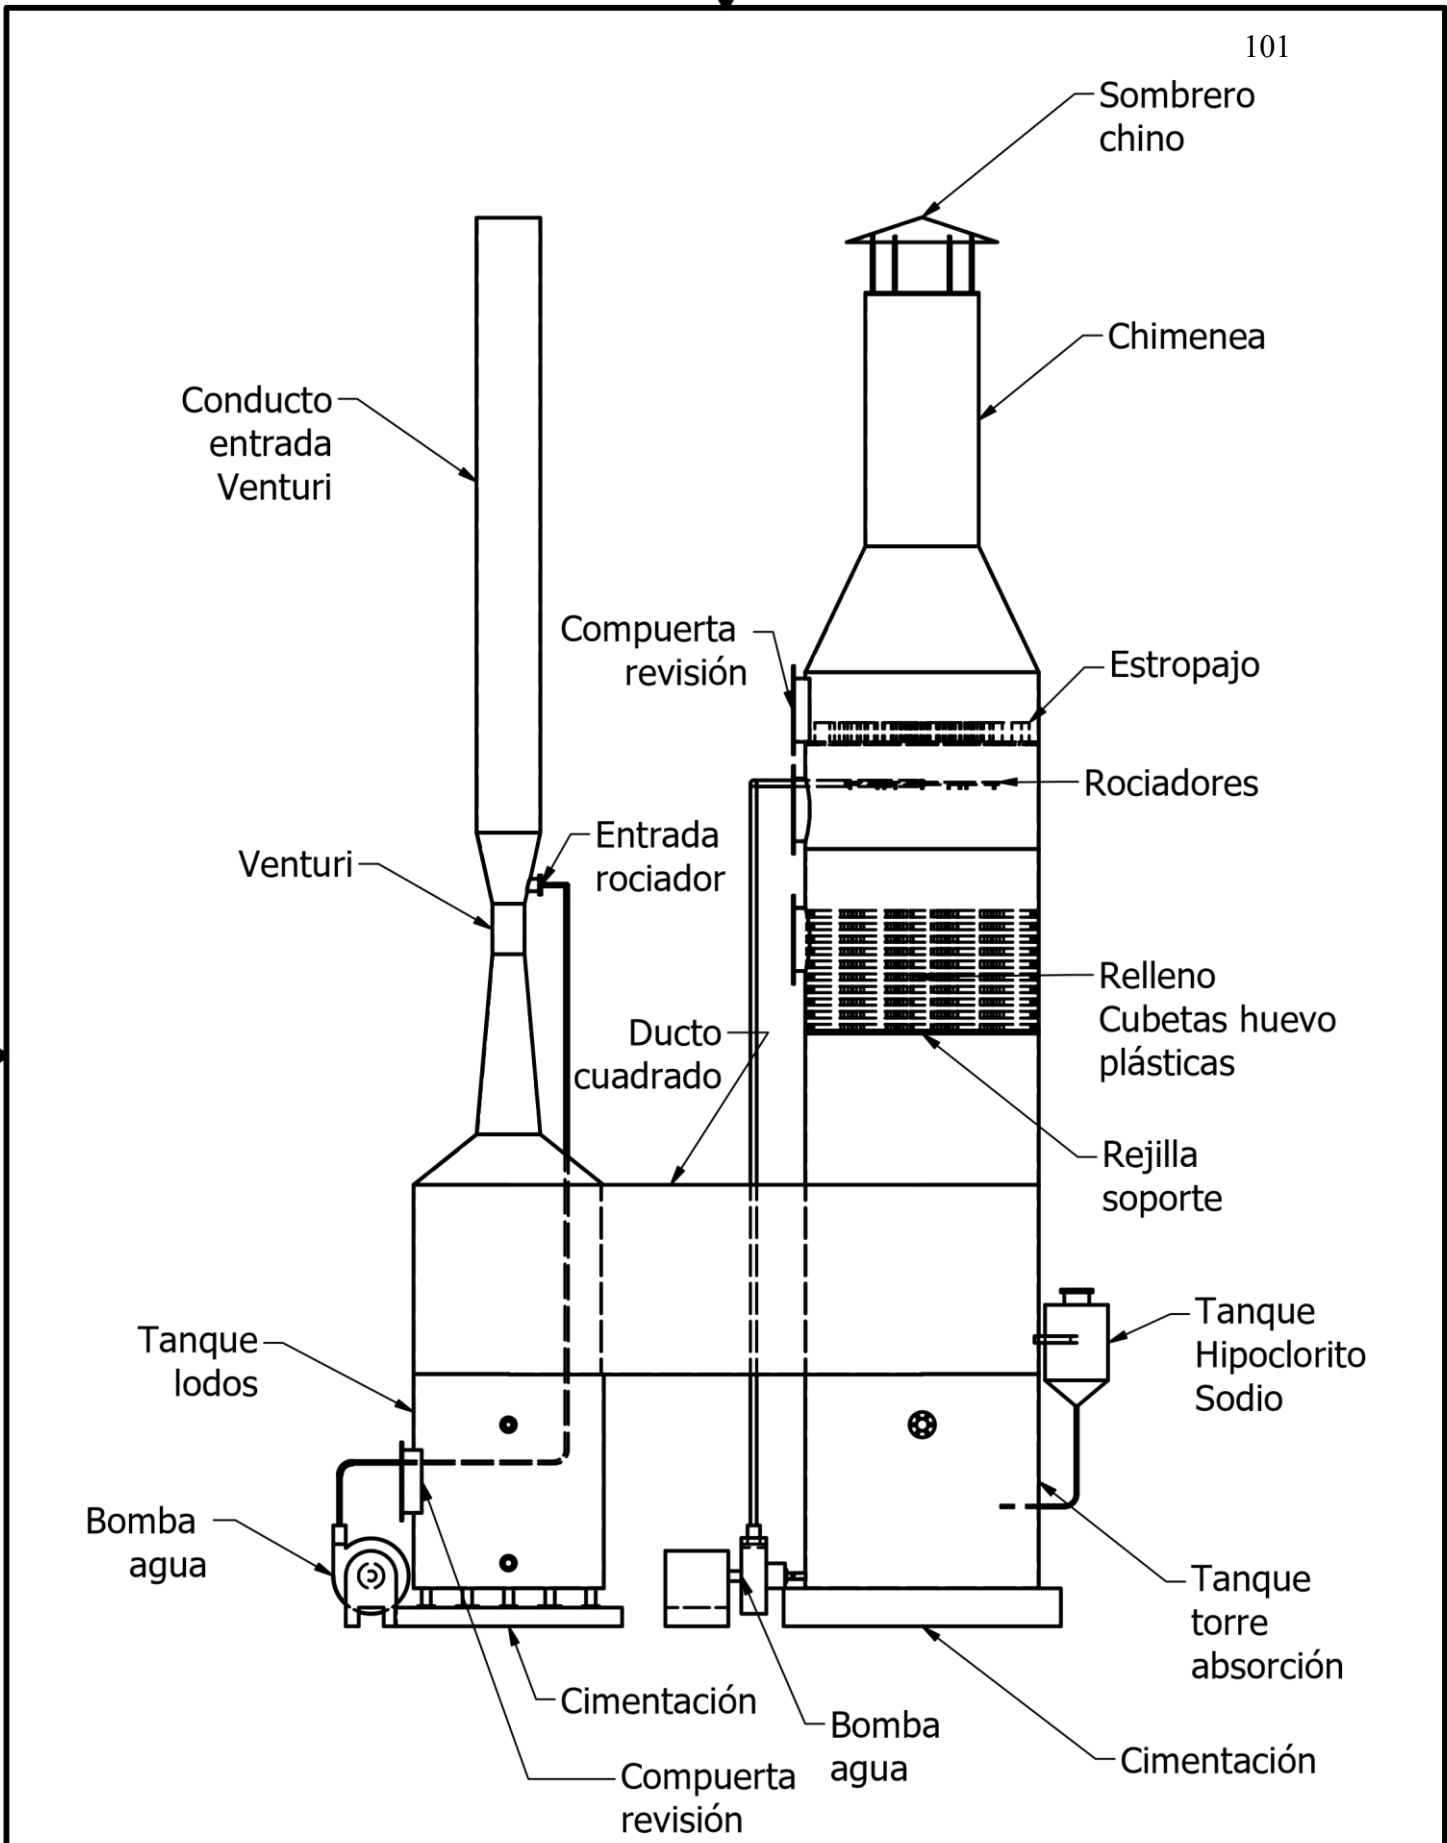 101
Sombrero
chino
Chimenea
Conducto
entrada
Venturi
Compuerta
revisión
Estropajo
Rociadores
Entrada
rociador
Venturi
Relleno
Cubetas huevo
plásticas
Ducto
cuadrado
Rejilla
soporte
Tanque
Hipoclorito
Sodio
Tanque
lodos
Bomba
agua
Tanque
torre
absorción
Cimentación
Bomba
agua
Cimentación
Compuerta
revisión